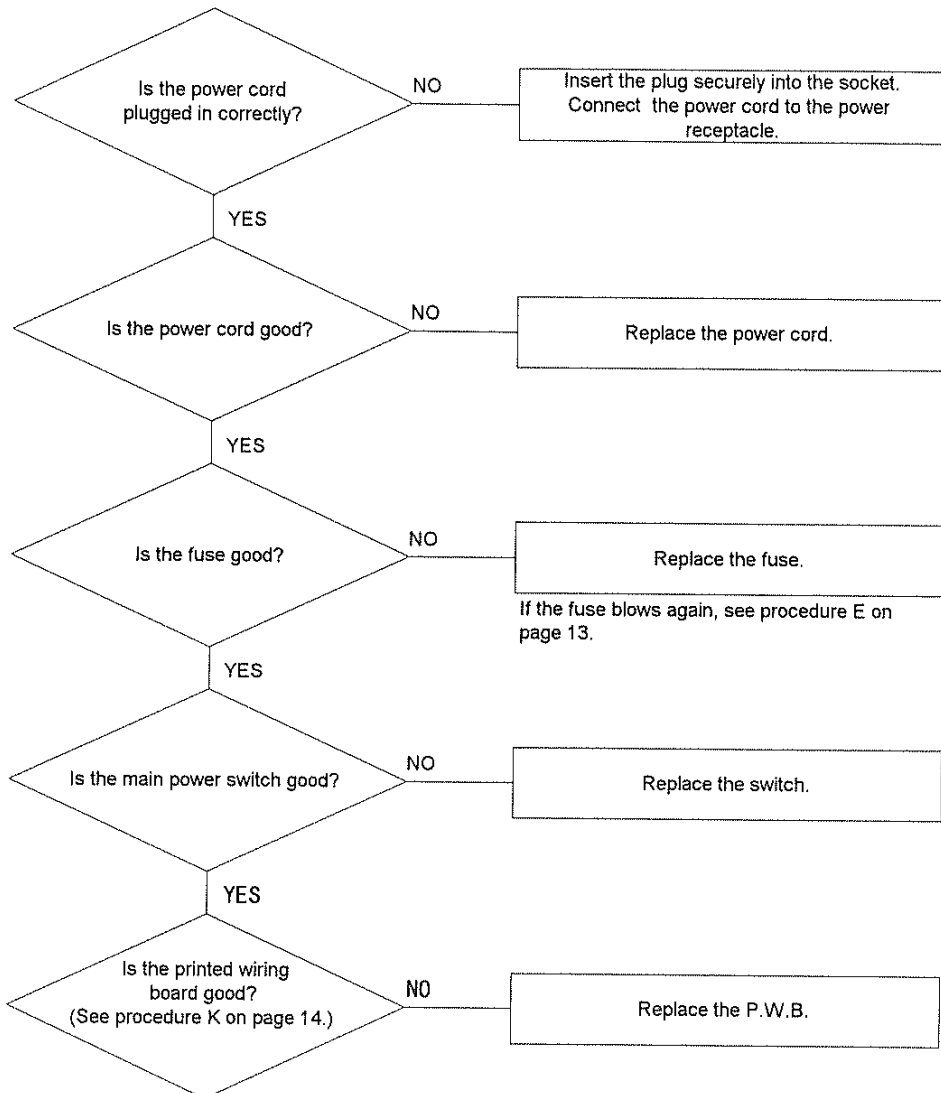 Is the power cord
plugged in correctly?
NO
Insert the plug securely into the socket.
Connect the power cord to the power
receptacle.
YES
Is the power cord good?
NO
Replace the power cord.
YES
Is the fuse good?
NO
Replace the fuse.
If the fuse blows again, see procedure E on
page 13.
YES
Is the main power switch good?
NO
Replace the switch.
YES
Is the printed wiring
board good?
(See procedure K on page 14.)
NO
Replace the P.W.B.